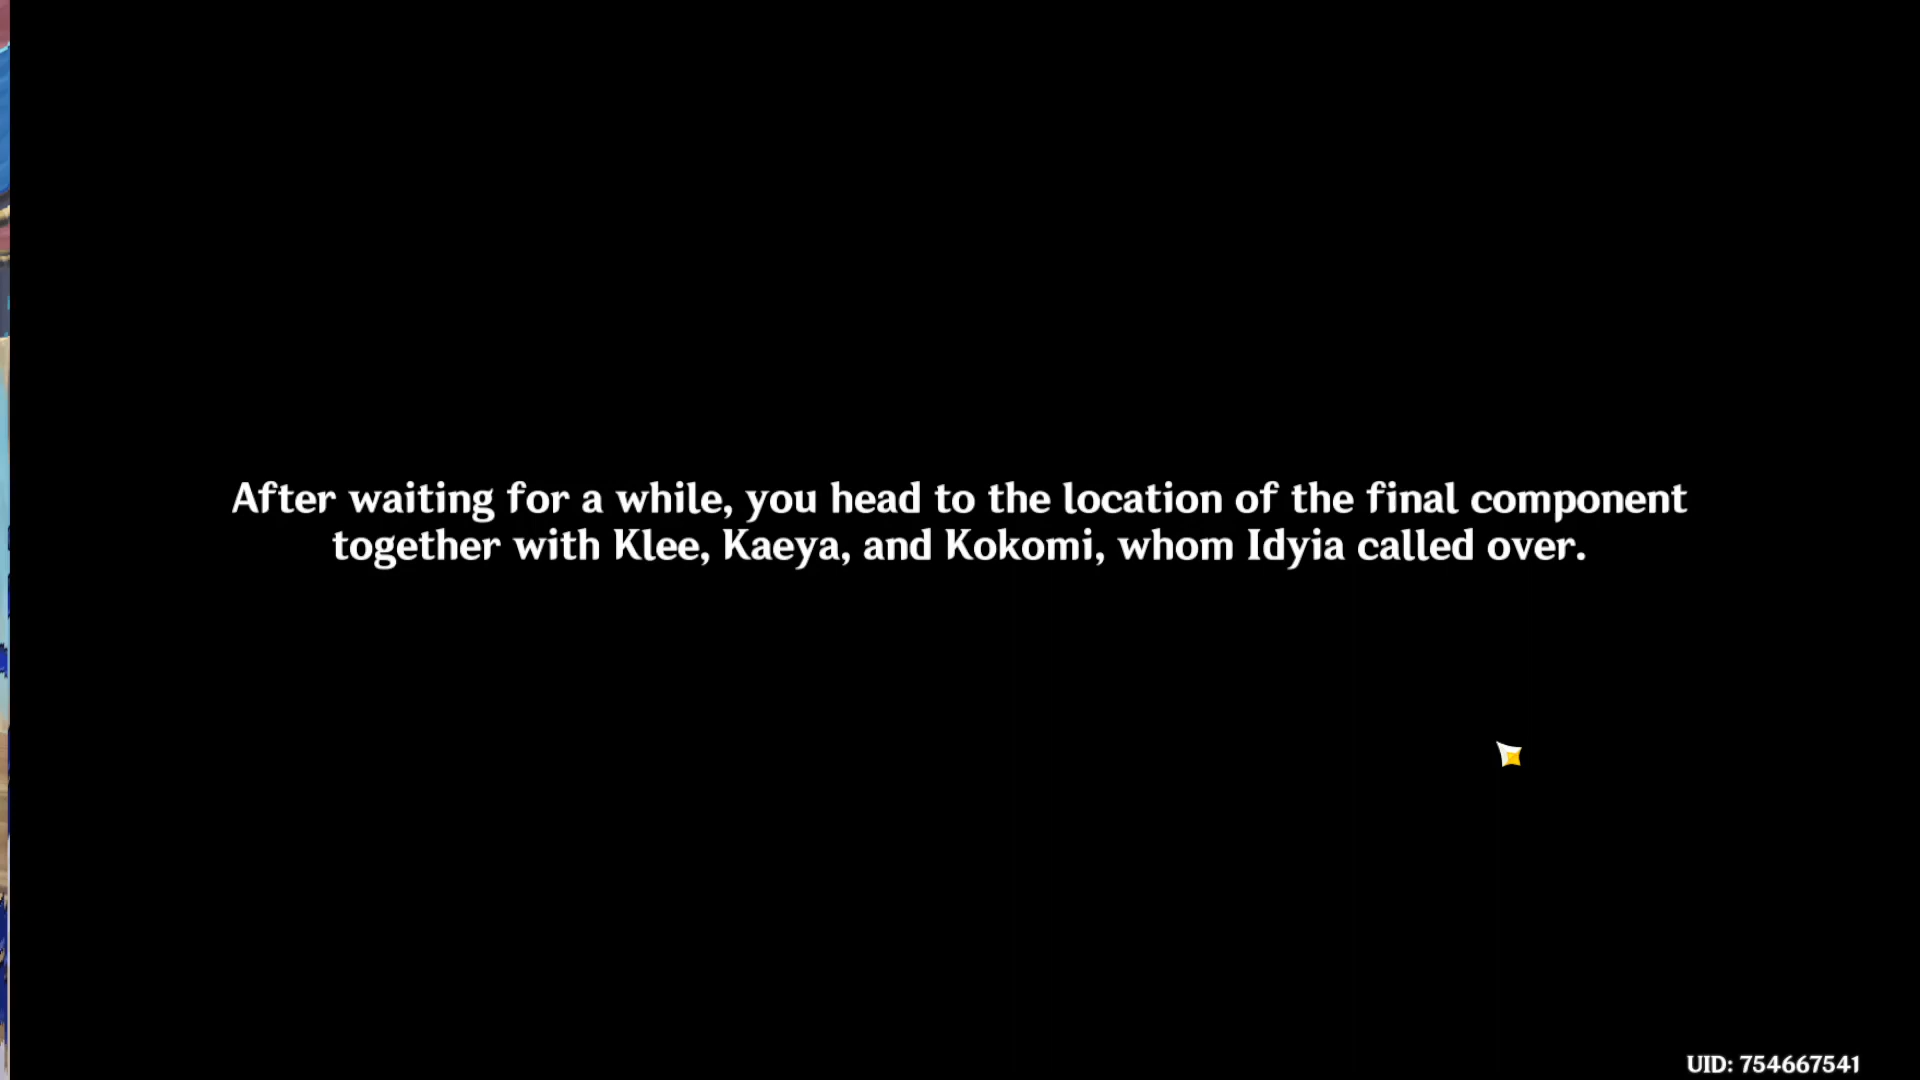 After waiting for a while, you head to the location of the final component
together with Klee, Kaeya, and Kokomi, whom Idyia called over.
UID: 754667541